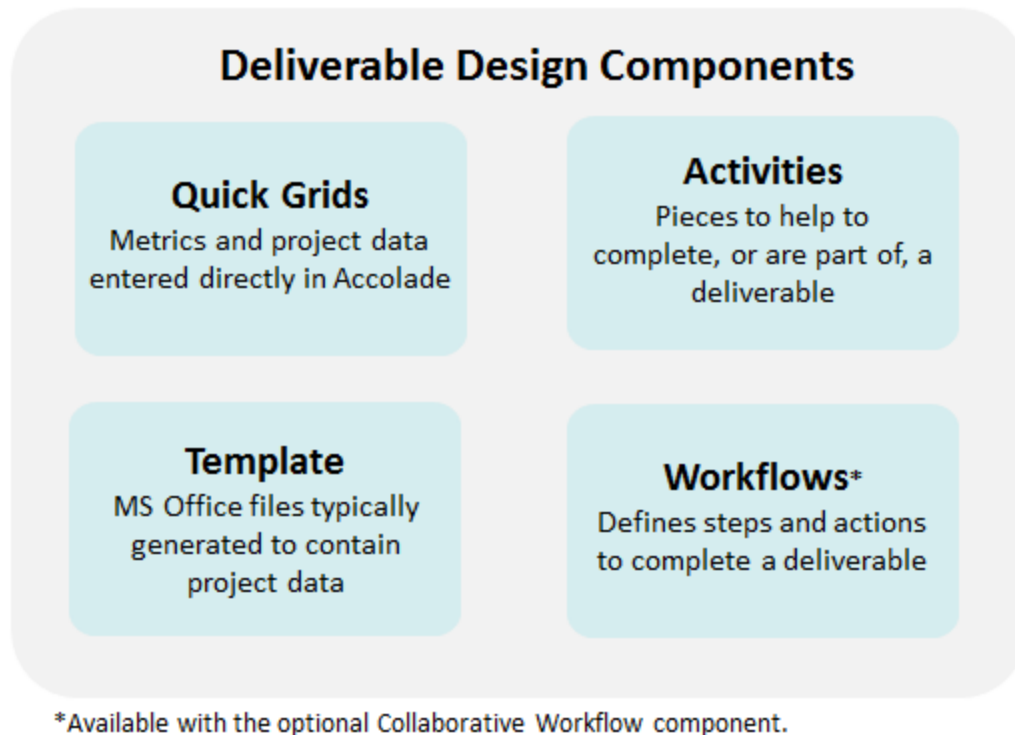 Deliverable Design Components
Quick Grids
Metrics and project data
entered directly in Accolade
Activities
Pieces to help to
complete, or are part of, a
deliverable
Template
MS Office files typically
generated to contain
project data
Workflows*
Defines steps and actions
to complete a deliverable
*Available with the optional Collaborative Workflow component.